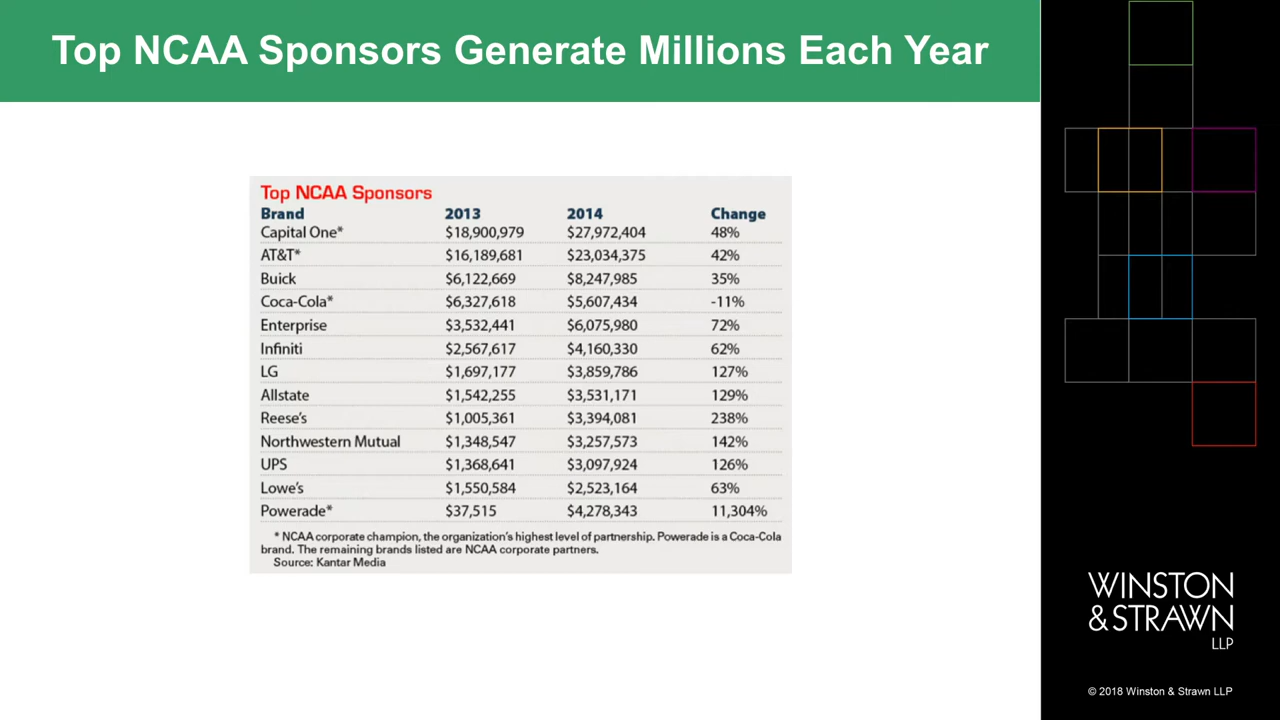 Top NCAA Sponsors Generate Millions Each Year
Top NCAA Sponsors
Brand 2013 2014 Change
Capital One* $18,900,979 $27,972,404 48%
AT&T* $16,189,681 $23,034,375 42%
Buick $6,122,669 $8,247,985 35%
Coca-Cola* $6,327,618 $5,607,434 -11%
Enterprise $3,532,441 $6,075,980 72%
Infiniti $2,567,617 $4,160,330 62%
LG $1,697,177 $3,859,786 127%
Allstate $1,542,255 $3,531,171 129%
Reese's $1,005,361 $3,394,081 238%
Northwestern Mutual $1,348,547 $3,257,573 142%
UPS $1,368,641 $3,097,924 126%
Lowe's $1,550,584 $2,523,164 63%
Powerade* $37,515 $4,278,343 11,304%
* NCAA corporate champion, the organization's highest level of partnership. Powerade is a Coca-Cola
brand. The remaining brands listed are NCAA corporate partners.
Source: Kantar Media
WINSTON
& STRAWN
LLP
© 2018 Winston & Strawn LLP